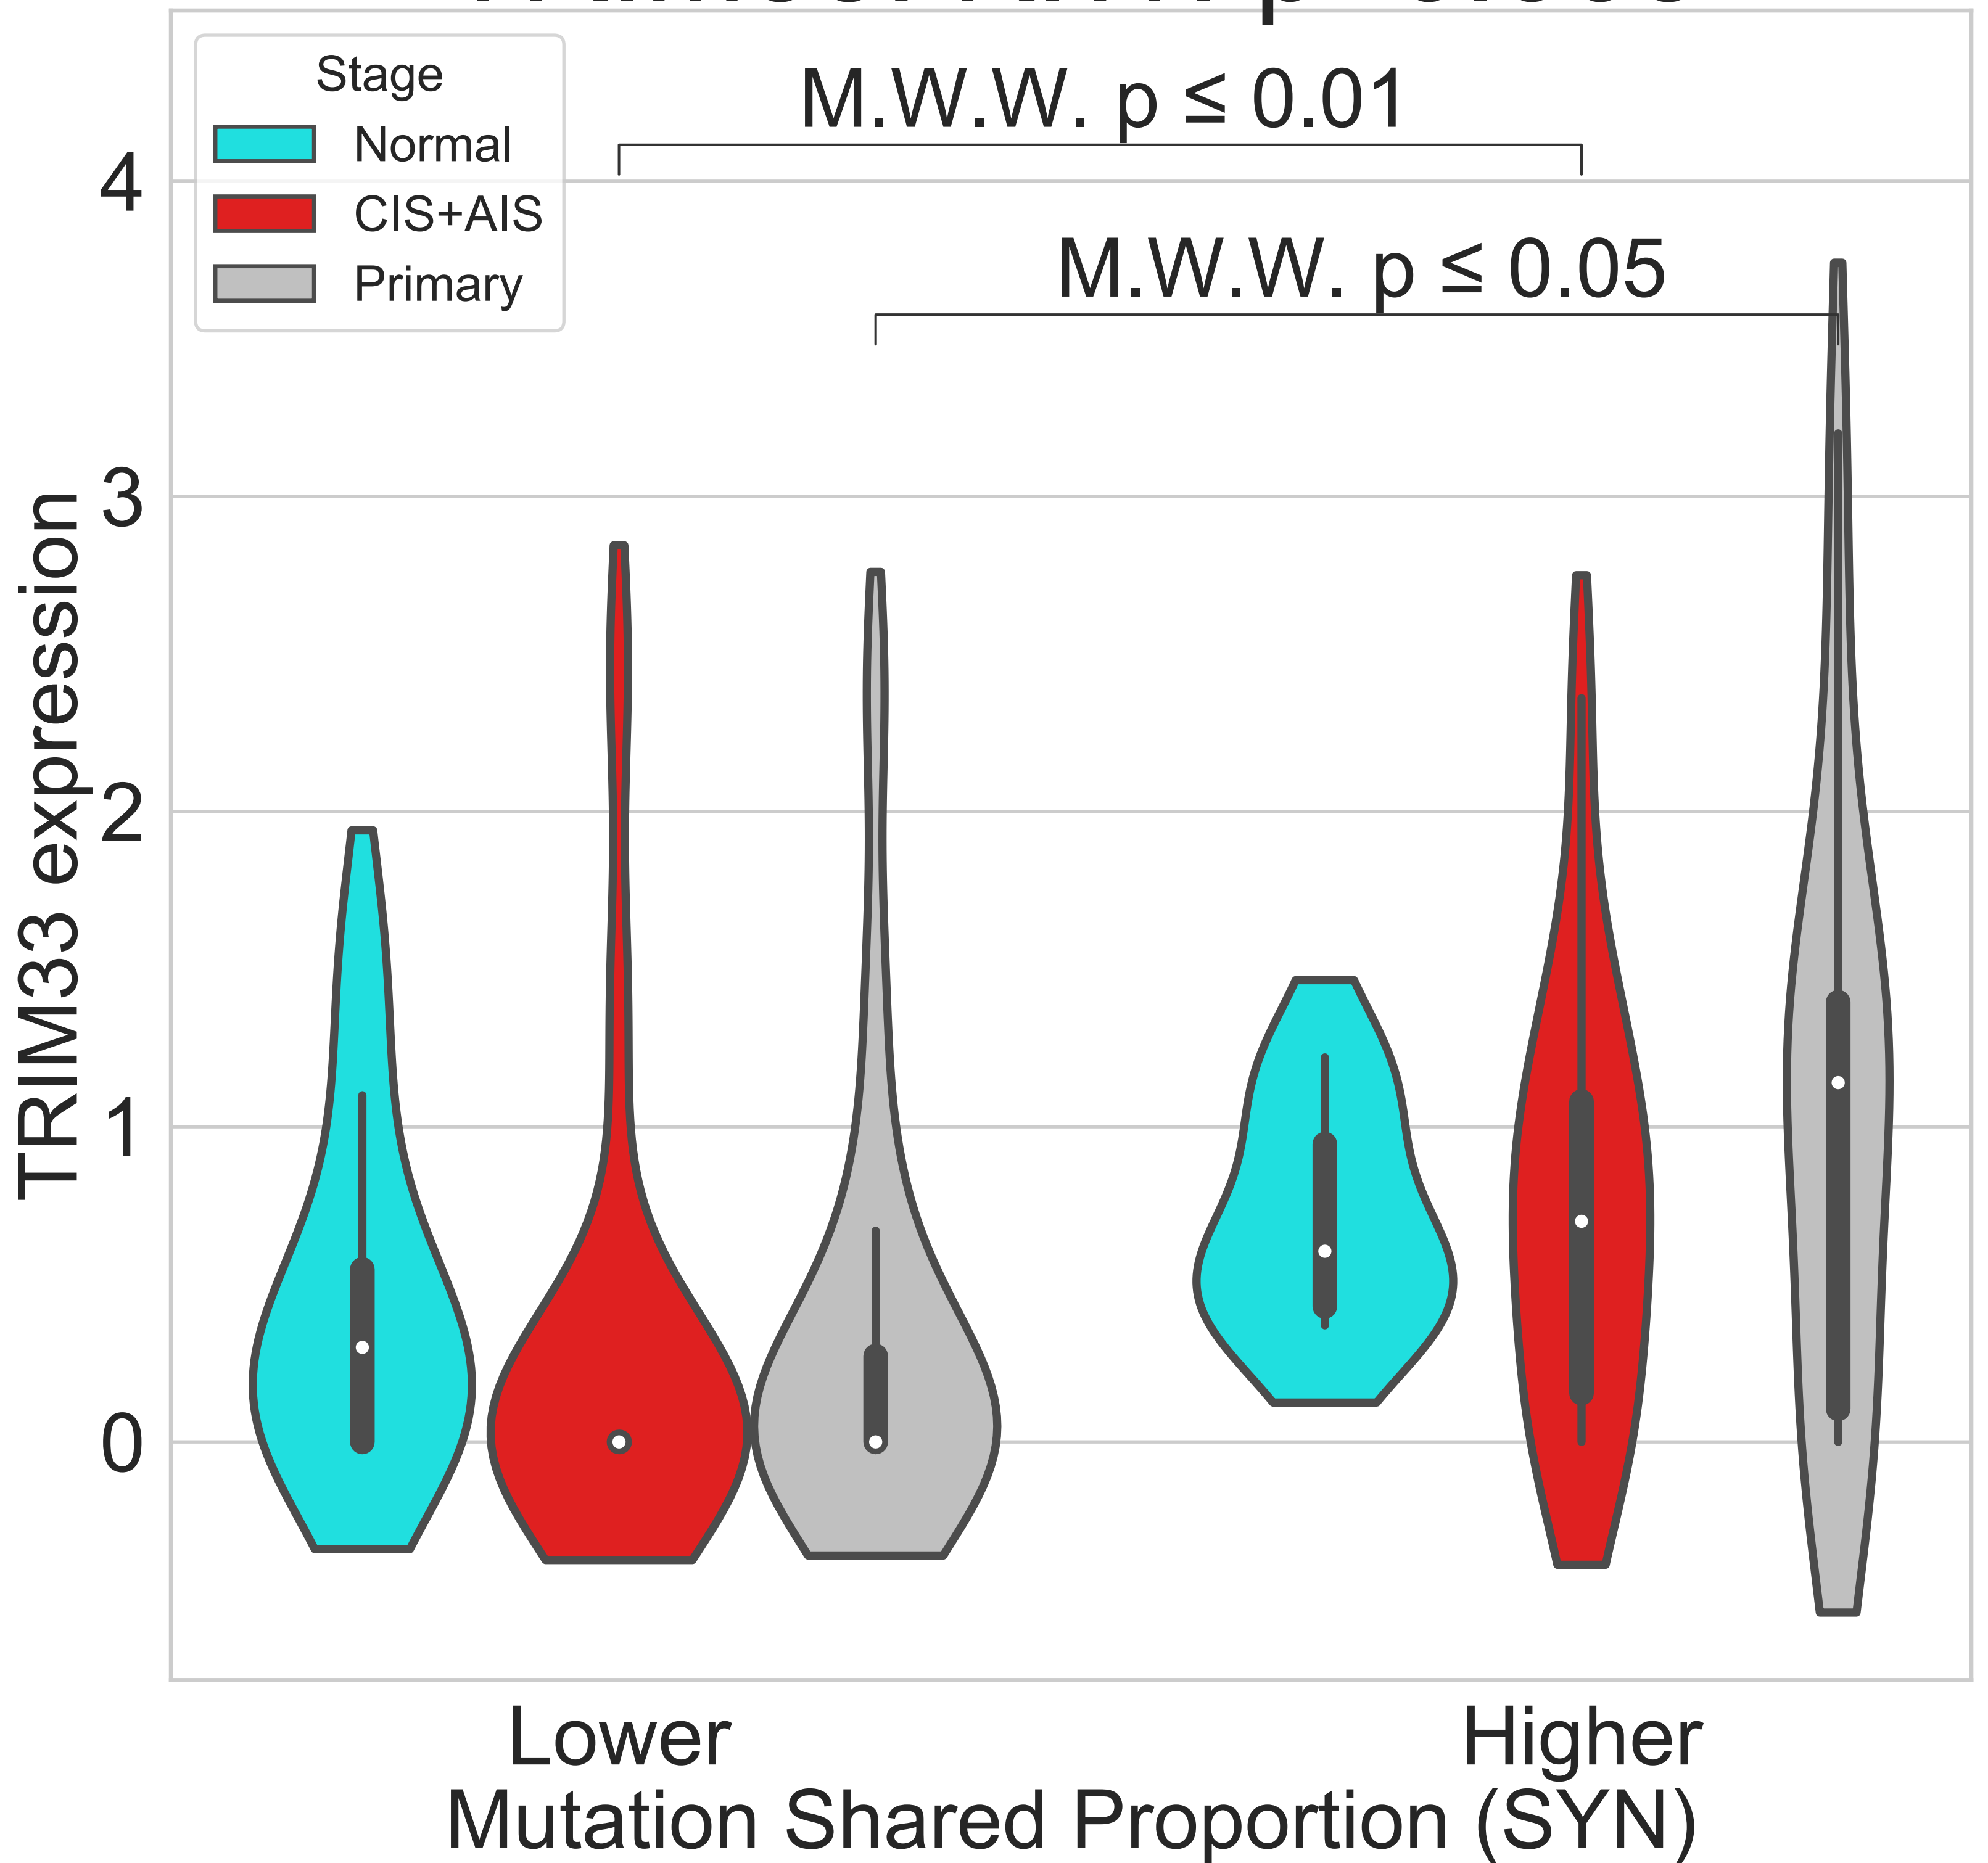 Stage
Normal
CIS+AIS
Primary
M.W.W. p ≤ 0.01
M.W.W. p ≤ 0.05
4
3
2
1
0
TRIM33 expression
Lower
Higher
Mutation Shared Proportion (SYN)